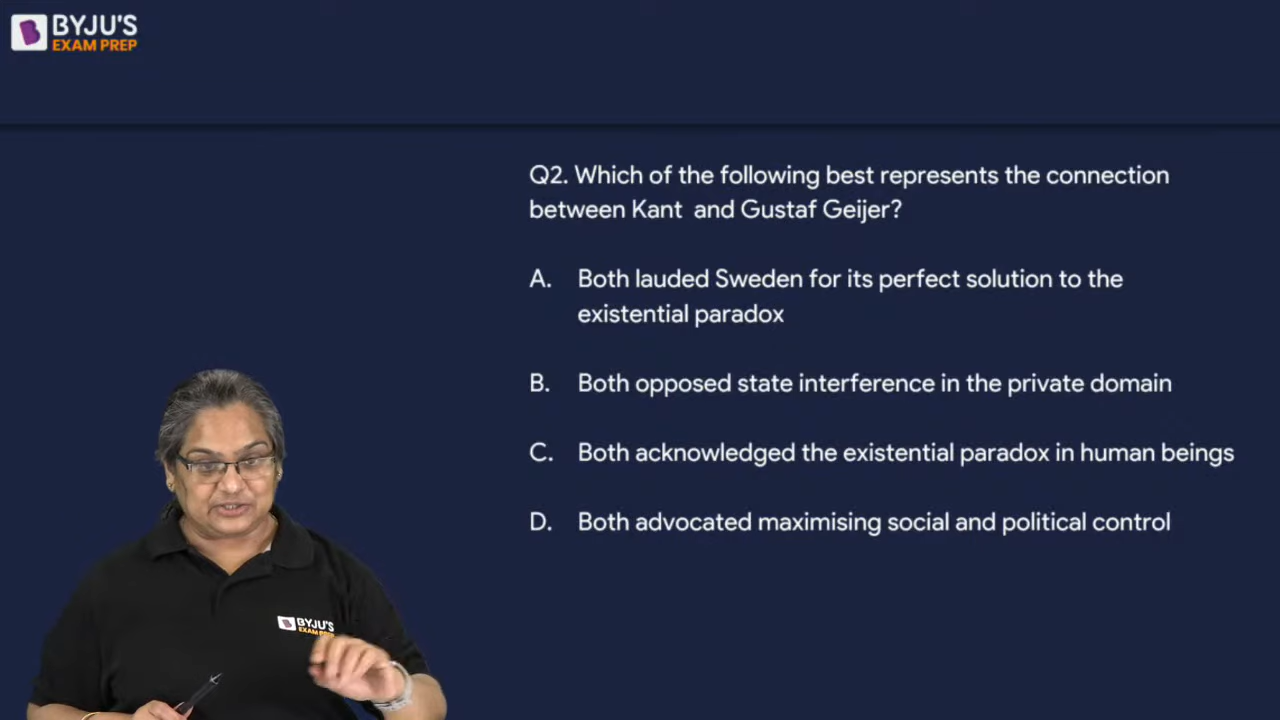 BYJU'S
EXAM PREP
Q2. Which of the following best represents the connection
between Kant and Gustaf Geijer?
A. Both lauded Sweden for its perfect solution to the
existential paradox
B. Both opposed state interference in the private domain
C. Both acknowledged the existential paradox in human beings
D. Both advocated maximising social and political control
BYJU'S
EXAM PREP